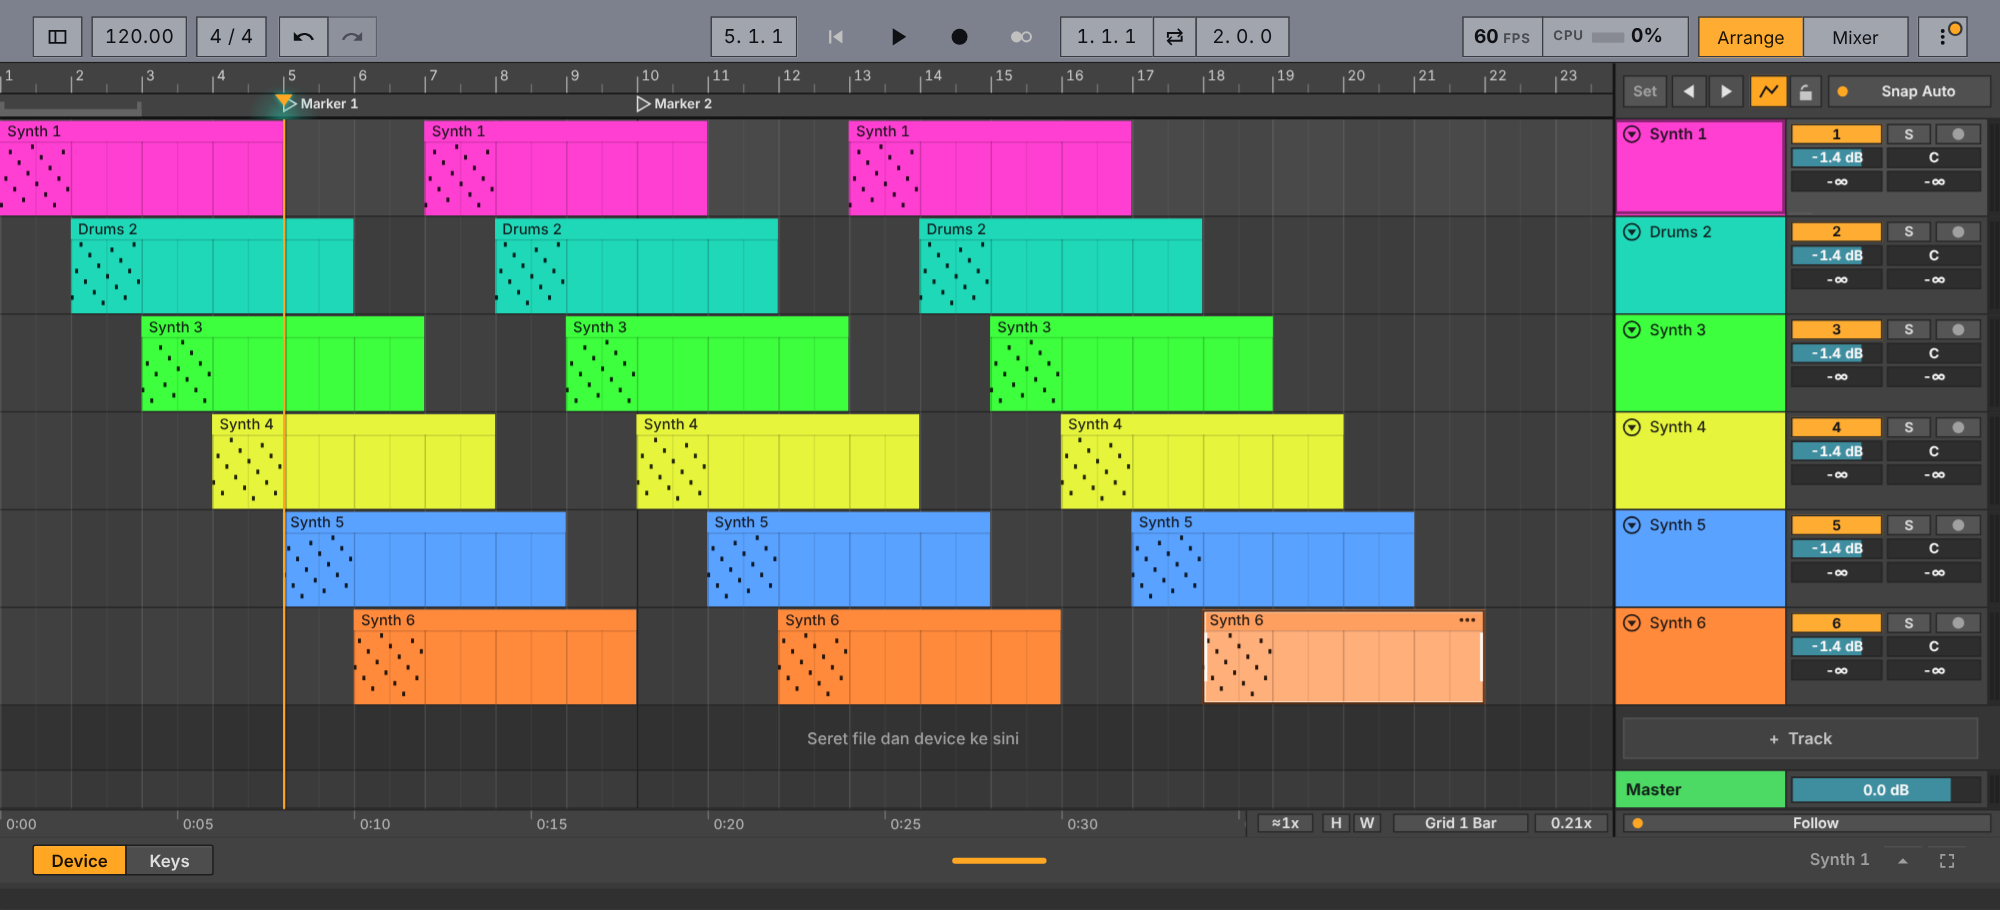 120.00 4 / 4 5. 1. 1 1. 1. 1 2. 0. 0 60 FPS CPU 0% Arrange Mixer
1 2 3 4 5 6 7 8 9 10 11 12 13 14 15 16 17 18 19 20 21 22 23
Set Snap Auto
Marker 1 Marker 2
Synth 1 Synth 1 Synth 1 Synth 1 1 S
-1.4 dB C
-∞ -∞
Drums 2 Drums 2 Drums 2 Drums 2 2 S
-1.4 dB C
-∞ -∞
Synth 3 Synth 3 Synth 3 Synth 3 3 S
-1.4 dB C
-∞ -∞
Synth 4 Synth 4 Synth 4 Synth 4 4 S
-1.4 dB C
-∞ -∞
Synth 5 Synth 5 Synth 5 Synth 5 5 S
-1.4 dB C
-∞ -∞
Synth 6 Synth 6 Synth 6 ••• Synth 6 6 S
-1.4 dB C
-∞ -∞
Seret file dan device ke sini + Track
Master 0.0 dB
0:00 0:05 0:10 0:15 0:20 0:25 0:30 ≈1x H W Grid 1 Bar 0.21x Follow
Device Keys Synth 1